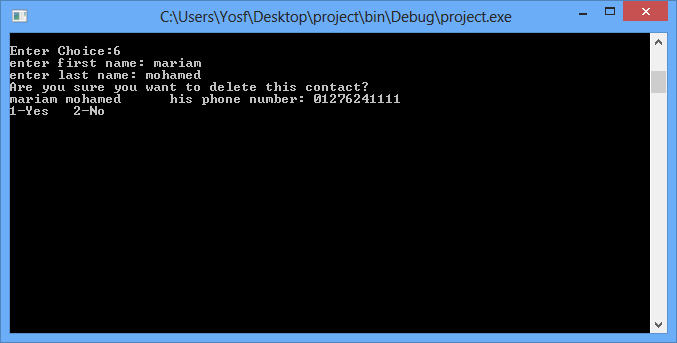 C:\Users\Yosf\Desktop\project\bin\Debug\project.exe
Enter Choice:6
enter first name: mariam
enter last name: mohamed
Are you sure you want to delete this contact?
mariam mohamed      his phone number: 01276241111
1-Yes   2-No